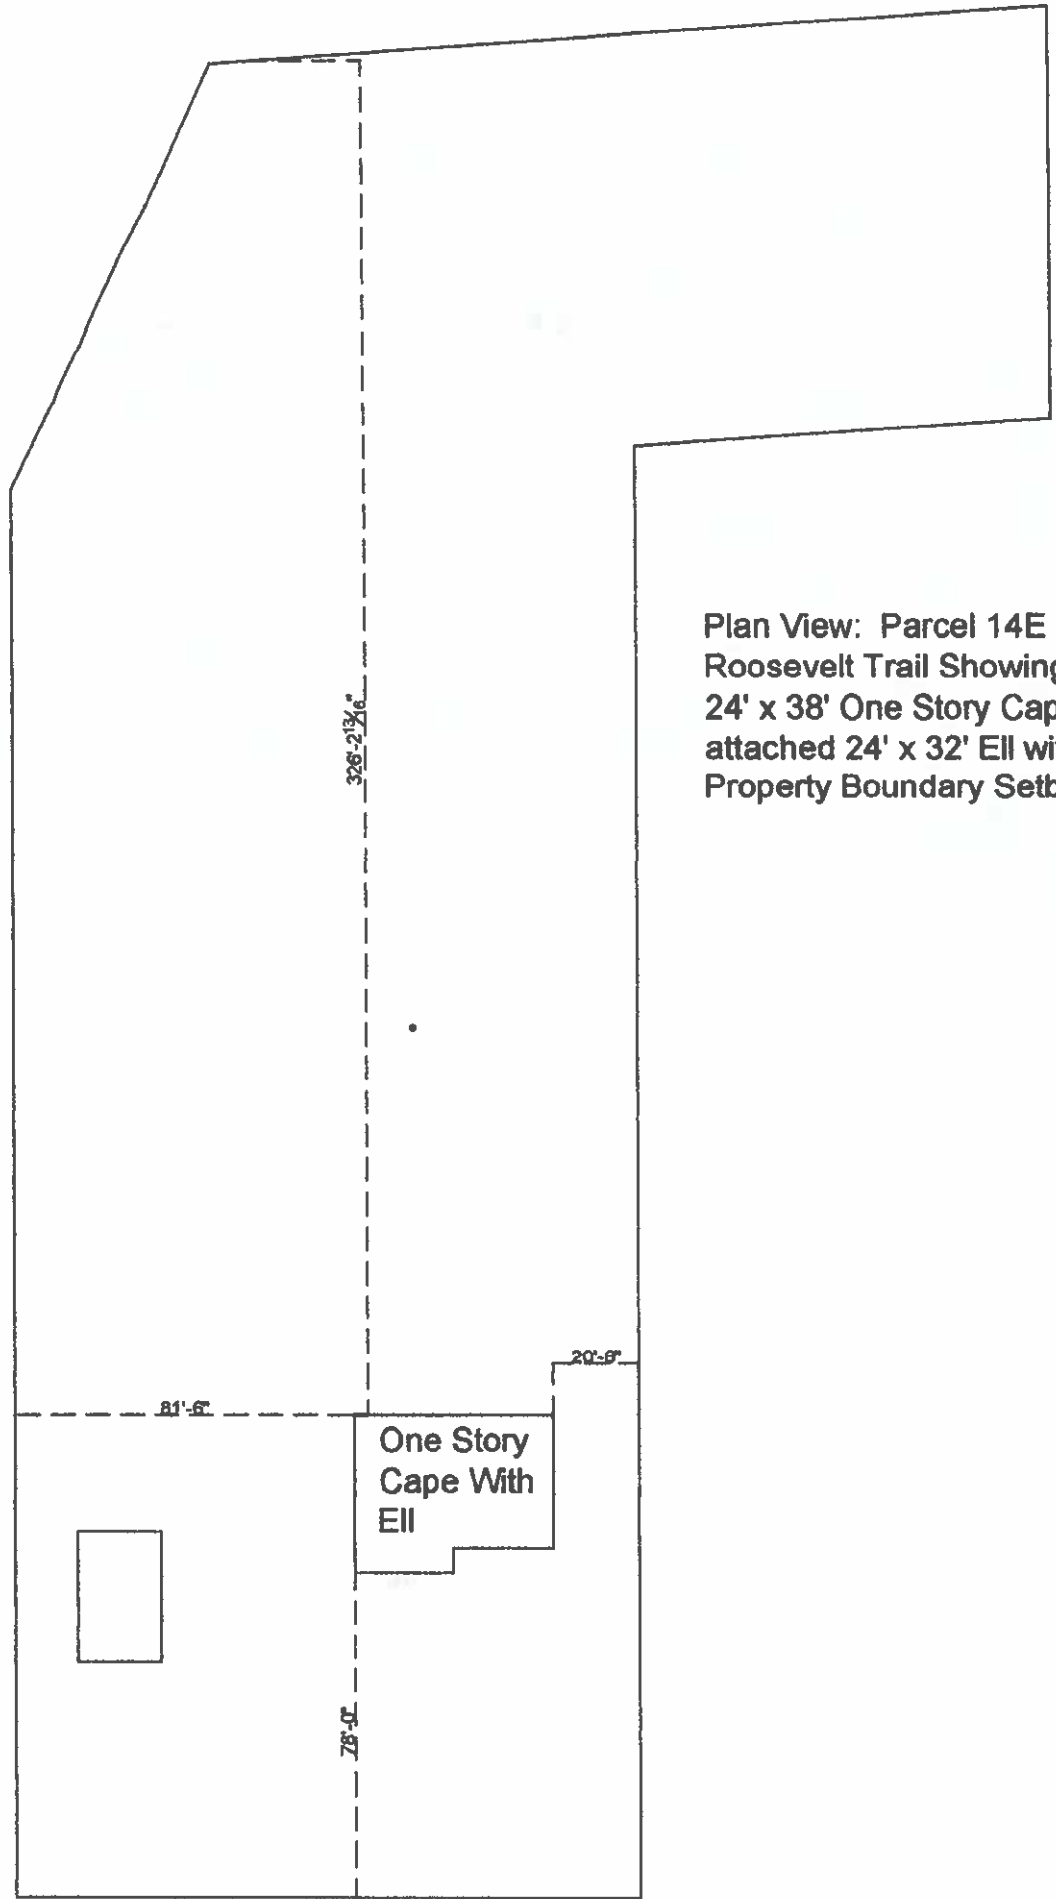 Plan View: Parcel 14E
Roosevelt Trail Showing
24' x 38' One Story Cap
attached 24' x 32' Ell wi
Property Boundary Setb
326'-2 13/16"
20'-6"
81'-6"
One Story
Cape With
Ell
78'-0"